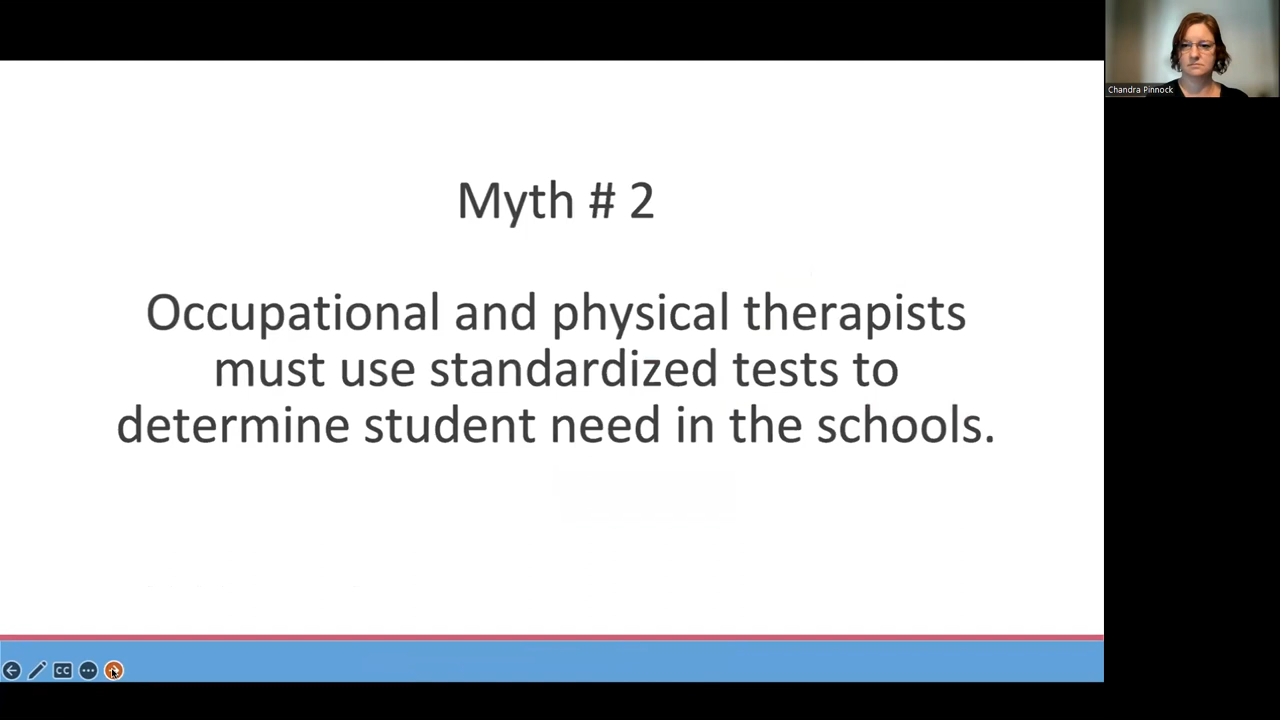 Myth # 2
Occupational and physical therapists
must use standardized tests to
determine student need in the schools.
Chandra Pinnock
CC